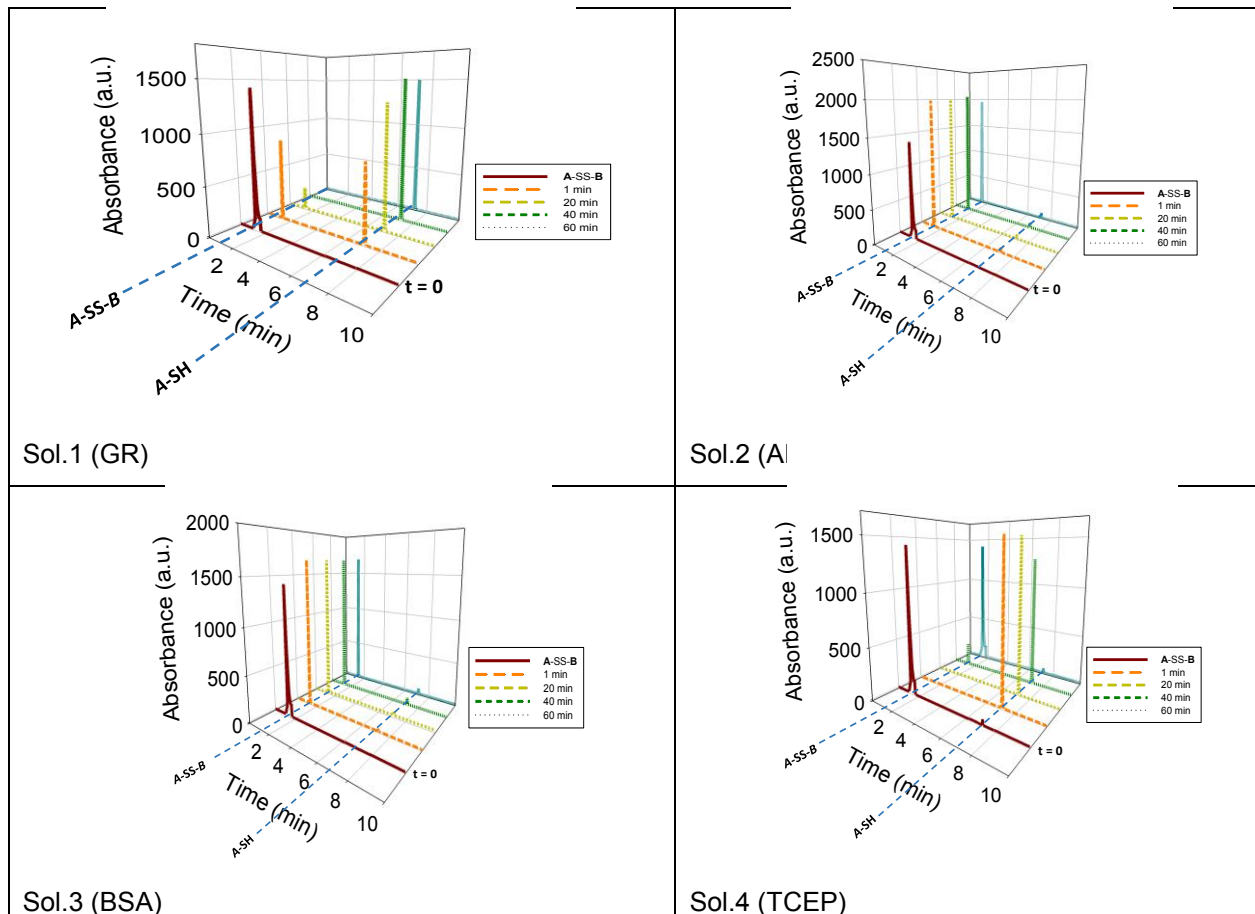 Absorbance (a.u.)
1500
1000
500
0
2
4
6
8
10
Time (min)
A-SS-B
A-SH
t = 0
A-SS-B
1 min
20 min
40 min
60 min
Sol.1 (GR)
Absorbance (a.u.)
2500
2000
1500
1000
500
0
2
4
6
8
10
Time (min)
A-SS-B
A-SH
t = 0
A-SS-B
1 min
20 min
40 min
60 min
Sol.2 (A
Absorbance (a.u.)
2000
1500
1000
500
0
2
4
6
8
10
Time (min)
A-SS-B
A-SH
t = 0
A-SS-B
1 min
20 min
40 min
60 min
Sol.3 (BSA)
Absorbance (a.u.)
1500
1000
500
0
2
4
6
8
10
Time (min)
A-SS-B
A-SH
t = 0
A-SS-B
1 min
20 min
40 min
60 min
Sol.4 (TCEP)